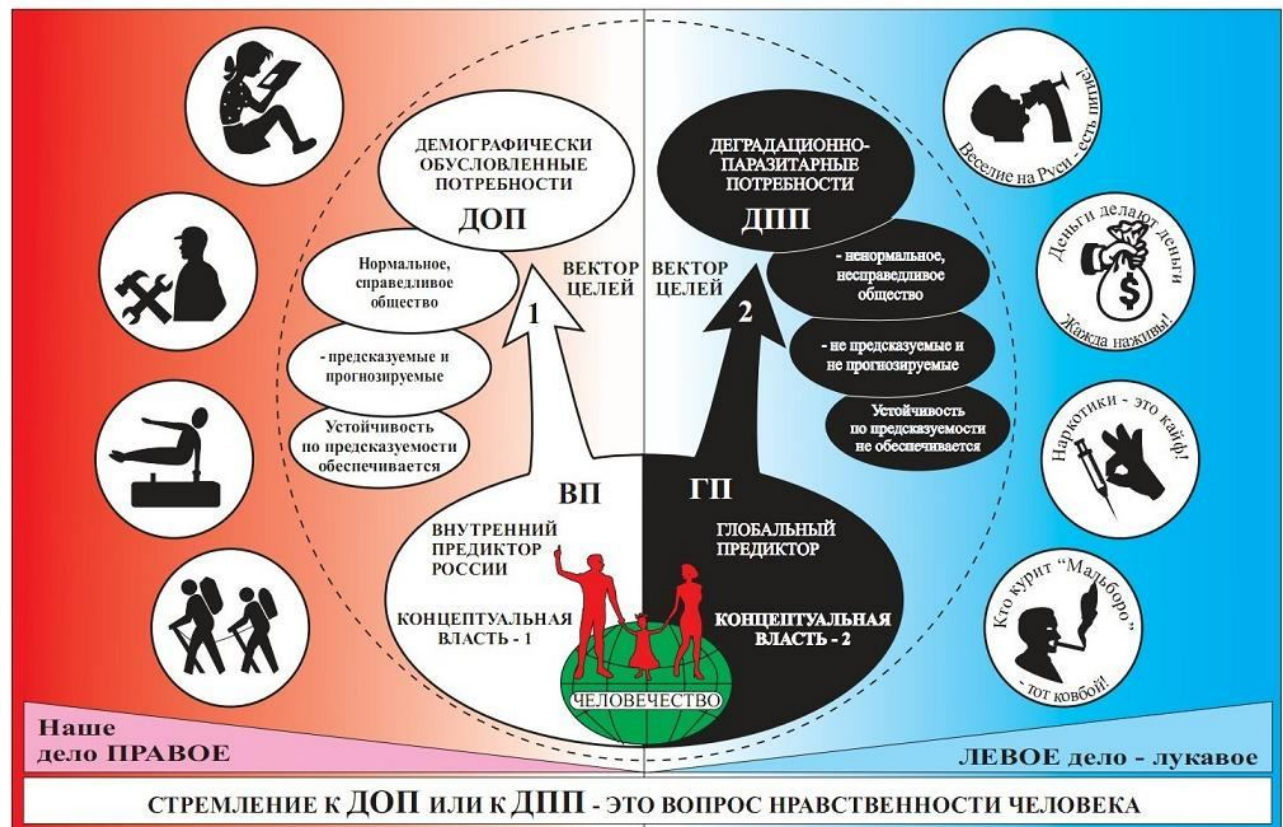 ДЕМОГРАФИЧЕСКИ
ОБУСЛОВЛЕННЫЕ
ПОТРЕБНОСТИ
ДОП
Нормальное,
справедливое
общество
- предсказуемые и
прогнозируемые
Устойчивость
по предсказуемости
обеспечивается
ВЕКТОР
ЦЕЛЕЙ
1
ВП
ВНУТРЕННИЙ
ПРЕДИКТОР
РОССИИ
КОНЦЕПТУАЛЬНАЯ
ВЛАСТЬ - 1
ДЕГРАДАЦИОННО-
ПАРАЗИТАРНЫЕ
ПОТРЕБНОСТИ
ДПП
- ненормальное,
несправедливое
общество
- не предсказуемые и
не прогнозируемые
Устойчивость
по предсказуемости
не обеспечивается
ВЕКТОР
ЦЕЛЕЙ
2
ГП
ГЛОБАЛЬНЫЙ
ПРЕДИКТОР
КОНЦЕПТУАЛЬНАЯ
ВЛАСТЬ - 2
ЧЕЛОВЕЧЕСТВО
Веселие на Руси - есть питие!
Деньги делают деньги
$
Жажда наживы!
Наркотики - это кайф!
Кто курит “Мальборо”
- тот ковбой!
Наше
дело ПРАВОЕ
ЛЕВОЕ дело - лукавое
СТРЕМЛЕНИЕ К ДОП ИЛИ К ДПП - ЭТО ВОПРОС НРАВСТВЕННОСТИ ЧЕЛОВЕКА